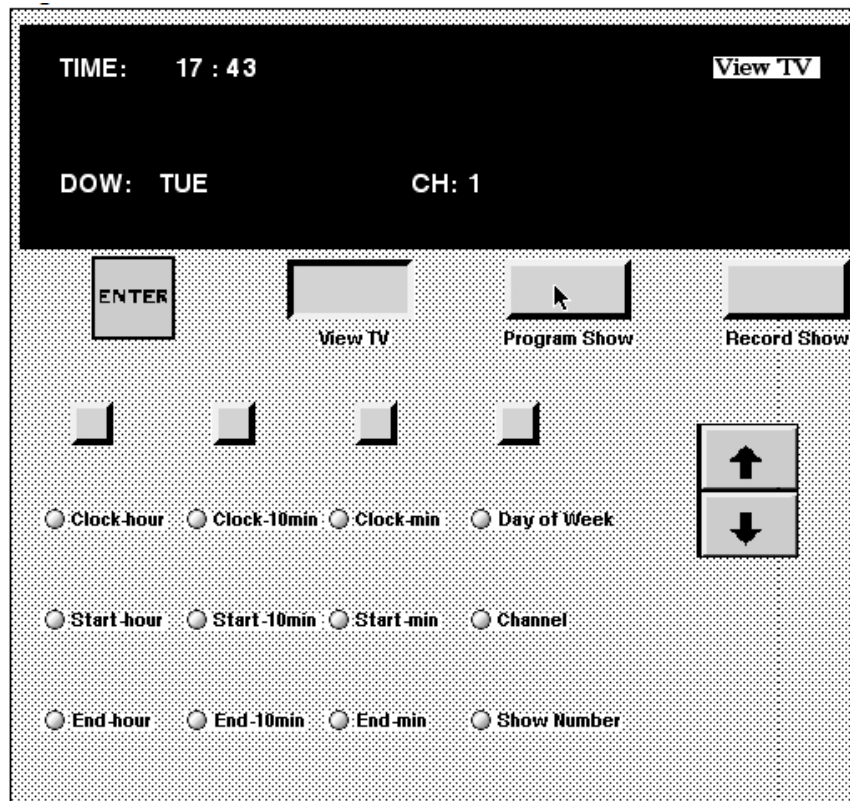 TIME: 17 : 43 View TV
DOW: TUE CH: 1
ENTER
View TV Program Show Record Show
Clock-hour Clock-10min Clock-min Day of Week
Start-hour Start-10min Start-min Channel
End-hour End-10min End-min Show Number